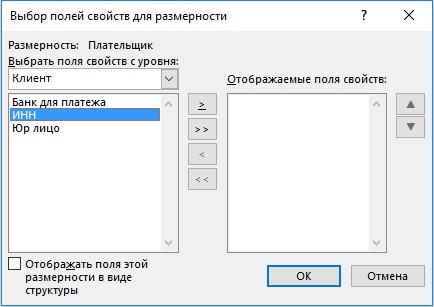 Выбор полей свойств для размерности
?
Размерность: Плательщик
Выбрать поля свойств с уровня:
Клиент
Отображаемые поля свойств:
Банк для платежа
ИНН
Юр лицо
>
>>
<
<<
Отображать поля этой
размерности в виде
структуры
ОК
Отмена